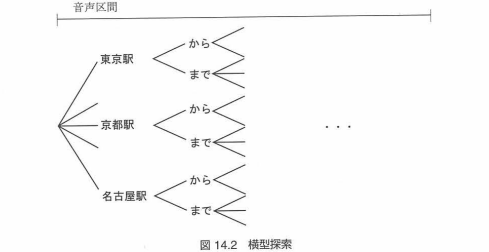 音声区間
東京駅
から
まで
京都駅
から
まで
...
名古屋駅
から
まで
図 14.2 横型探索